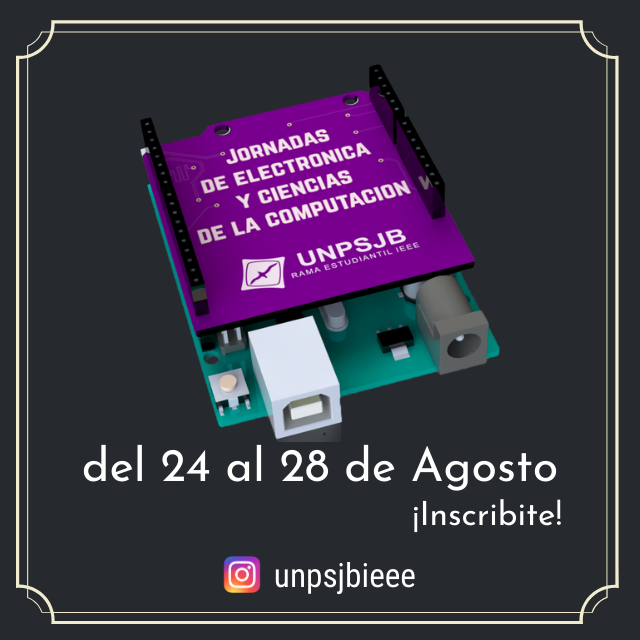 JORNADAS
DE ELECTRONICA
Y CIENCIAS
DE LA COMPUTACION
UNPSJB
RAMA ESTUDIANTIL IEEE
del 24 al 28 de Agosto
¡Inscribite!
unpsjbieee